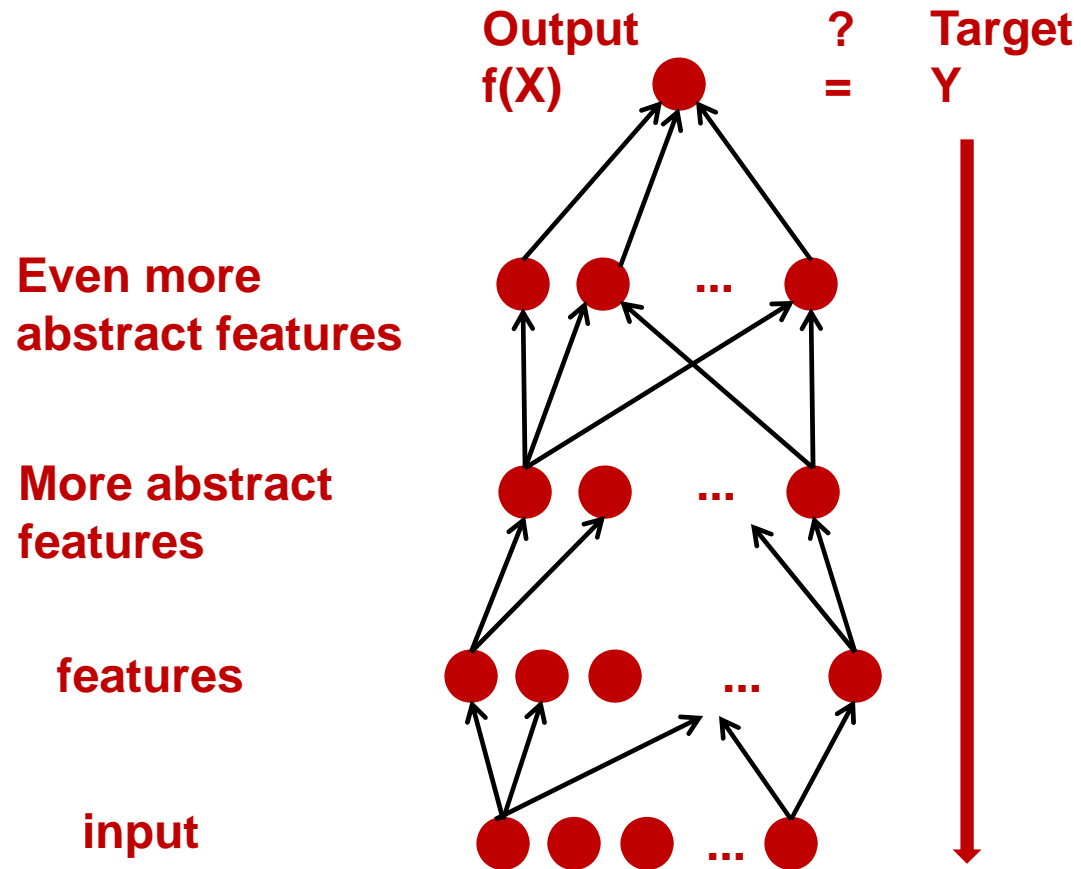 Output ? Target
f(X) = Y
Even more
...
abstract features
More abstract
...
features
features ...
input ...